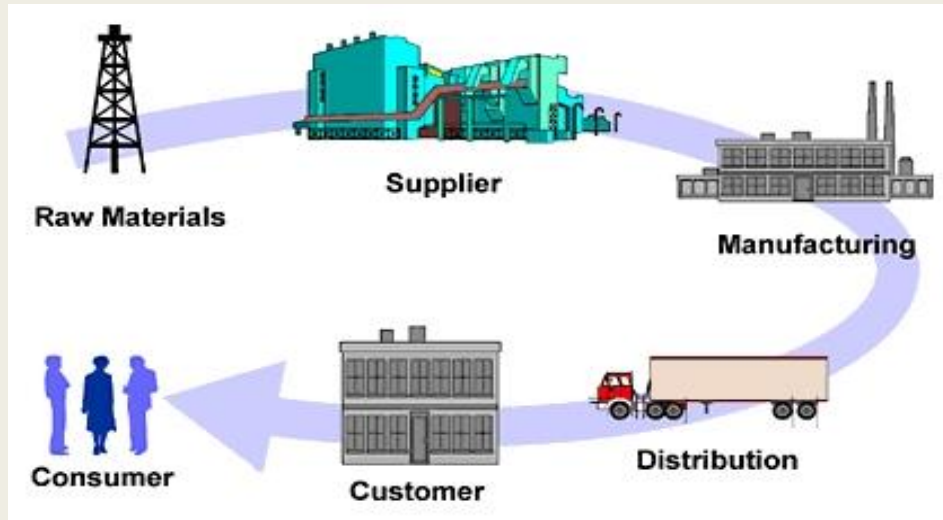 Raw Materials
Supplier
Manufacturing
Distribution
Customer
Consumer